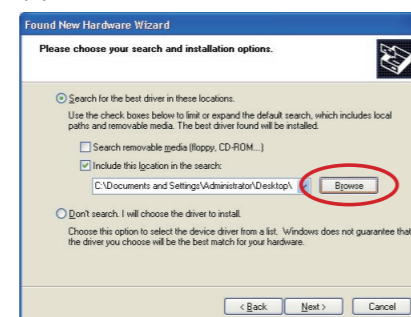 Found New Hardware Wizard
Please choose your search and installation options.
Search for the best driver in these locations.
Use the check boxes below to limit or expand the default search, which includes local
paths and removable media. The best driver found will be installed.
Search removable media (floppy, CD-ROM...)
Include this location in the search:
C:\Documents and Settings\Administrator\Desktop\
Browse
Don't search. I will choose the driver to install.
Choose this option to select the device driver from a list. Windows does not guarantee that
the driver you choose will be the best match for your hardware.
< Back Next > Cancel